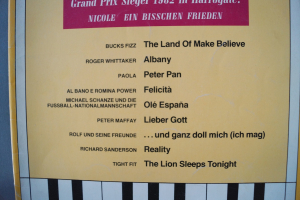 Grand Prix Sieger 1982 in Harrogate:
NICOLE EIN BISSCHEN FRIEDEN
BUCKS FIZZ The Land Of Make Believe
ROGER WHITTAKER Albany
PAOLA Peter Pan
AL BANO E ROMINA POWER Felicità
MICHAEL SCHANZE UND DIE
FUSSBALL-NATIONALMANNSCHAFT Olé España
PETER MAFFAY Lieber Gott
ROLF UND SEINE FREUNDE ...und ganz doll mich (ich mag)
RICHARD SANDERSON Reality
TIGHT FIT The Lion Sleeps Tonight